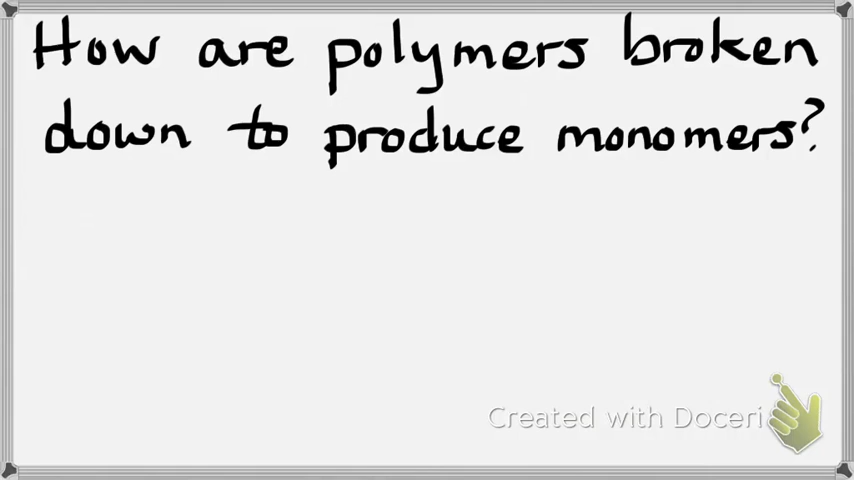 How are polymers broken
down to produce monomers?
Created with Doceri